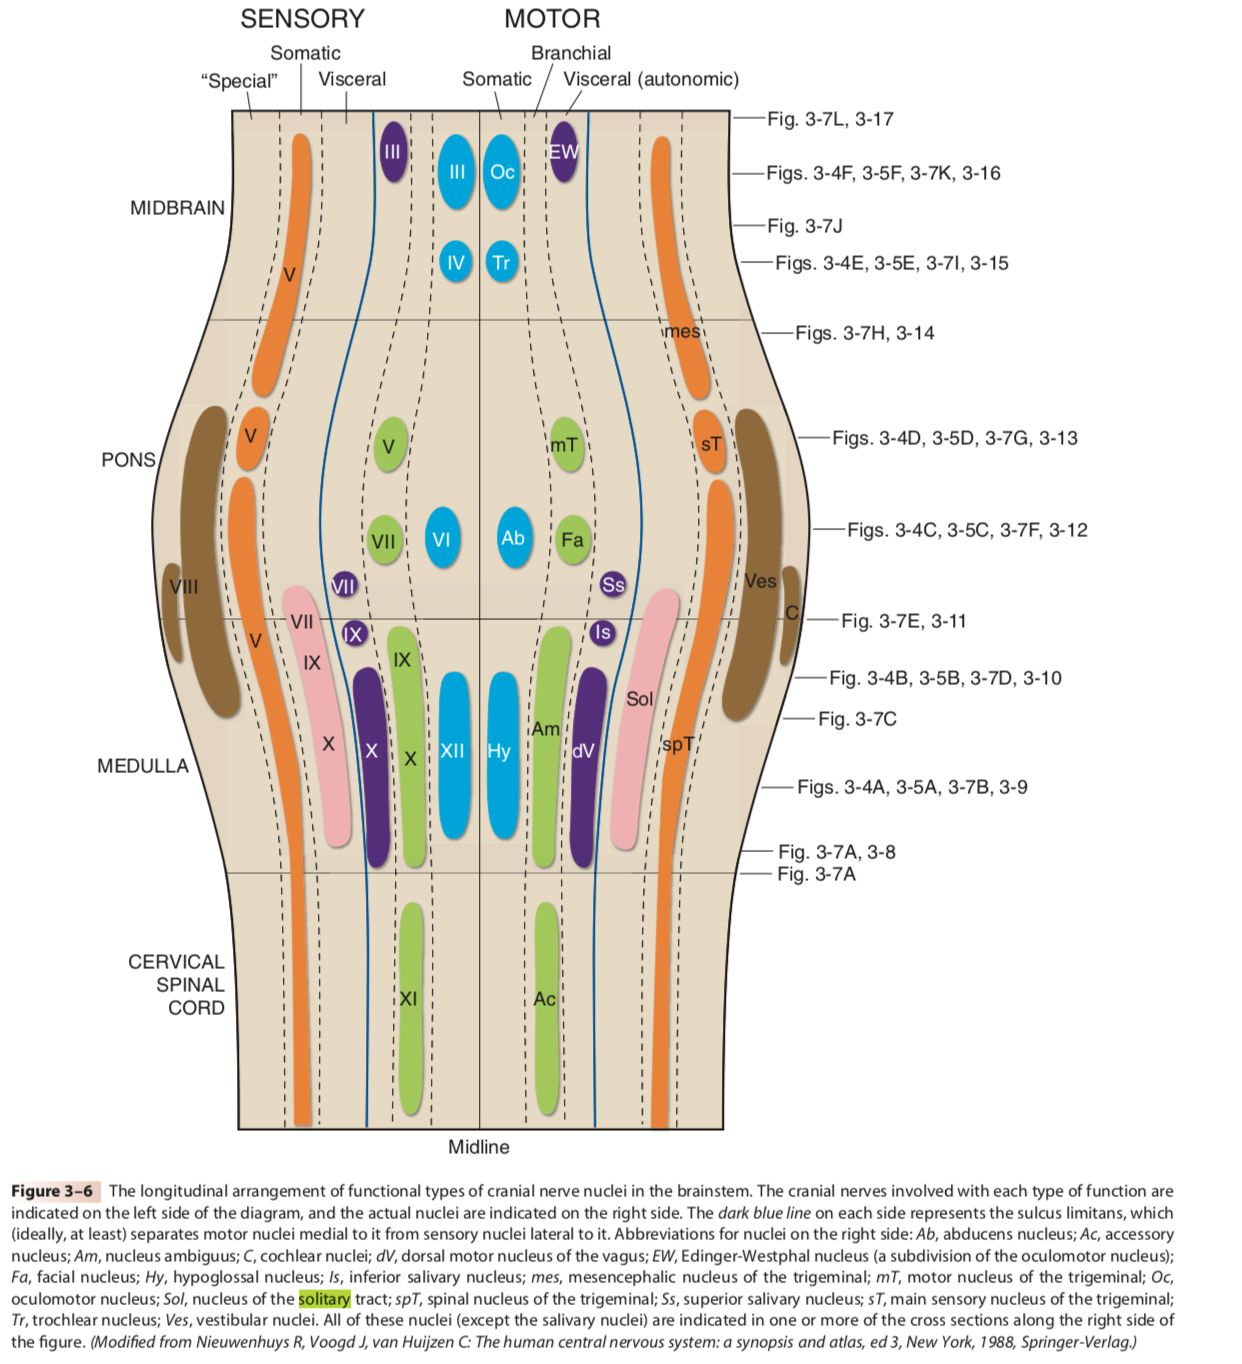 SENSORY MOTOR
Somatic Branchial
“Special” Visceral Somatic Visceral (autonomic)
III III Oc EW
Fig. 3-7L, 3-17
Figs. 3-4F, 3-5F, 3-7K, 3-16
MIDBRAIN
Fig. 3-7J
V IV Tr
Figs. 3-4E, 3-5E, 3-7I, 3-15
mes
Figs. 3-7H, 3-14
V V mT sT
Figs. 3-4D, 3-5D, 3-7G, 3-13
PONS
VII VI Ab Fa
Figs. 3-4C, 3-5C, 3-7F, 3-12
VIII VII Ss Ves
C
VII
Fig. 3-7E, 3-11
V IX Is
IX IX
Fig. 3-4B, 3-5B, 3-7D, 3-10
Sol
Fig. 3-7C
X X X XII Hy Am dV spT
MEDULLA
Figs. 3-4A, 3-5A, 3-7B, 3-9
Fig. 3-7A, 3-8
Fig. 3-7A
CERVICAL
SPINAL
CORD
XI Ac
Midline
Figure 3–6 The longitudinal arrangement of functional types of cranial nerve nuclei in the brainstem. The cranial nerves involved with each type of function are
indicated on the left side of the diagram, and the actual nuclei are indicated on the right side. The dark blue line on each side represents the sulcus limitans, which
(ideally, at least) separates motor nuclei medial to it from sensory nuclei lateral to it. Abbreviations for nuclei on the right side: Ab, abducens nucleus; Ac, accessory
nucleus; Am, nucleus ambiguus; C, cochlear nuclei; dV, dorsal motor nucleus of the vagus; EW, Edinger-Westphal nucleus (a subdivision of the oculomotor nucleus);
Fa, facial nucleus; Hy, hypoglossal nucleus; Is, inferior salivary nucleus; mes, mesencephalic nucleus of the trigeminal; mT, motor nucleus of the trigeminal; Oc,
oculomotor nucleus; Sol, nucleus of the solitary tract; spT, spinal nucleus of the trigeminal; Ss, superior salivary nucleus; sT, main sensory nucleus of the trigeminal;
Tr, trochlear nucleus; Ves, vestibular nuclei. All of these nuclei (except the salivary nuclei) are indicated in one or more of the cross sections along the right side of
the figure. (Modified from Nieuwenhuys R, Voogd J, van Huijzen C: The human central nervous system: a synopsis and atlas, ed 3, New York, 1988, Springer-Verlag.)